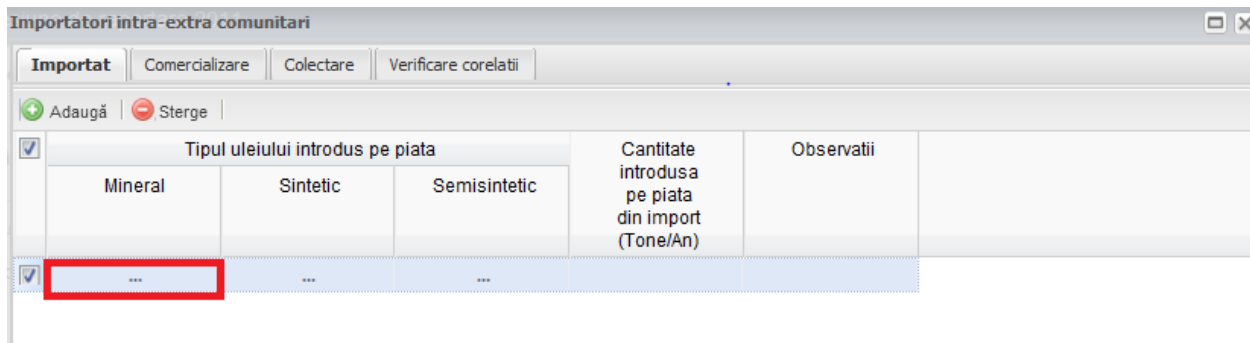 Importatori intra-extra comunitari
Importat Comercializare Colectare Verificare corelatii
Adaugă Sterge
Tipul uleiului introdus pe piata
Mineral Sintetic Semisintetic
Cantitate
introdusa
pe piata
din import
(Tone/An)
Observatii
... ... ...